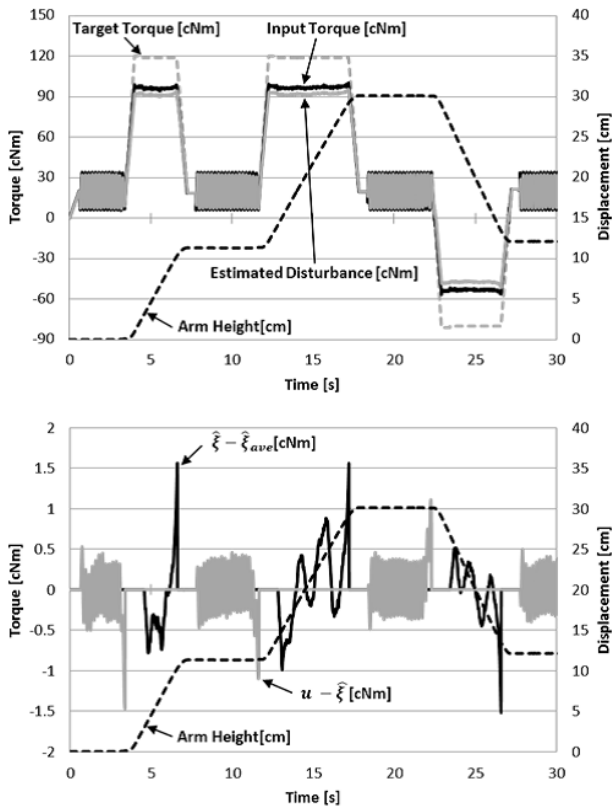 Target Torque [cNm]
Input Torque [cNm]
150
120
90
60
30
0
-30
-60
-90
Torque [cNm]
40
35
30
25
20
15
10
5
0
Displacement [cm]
Estimated Disturbance [cNm]
Arm Height[cm]
0 5 10 15 20 25 30
Time [s]
2
1.5
1
0.5
0
-0.5
-1
-1.5
-2
Torque [cNm]
40
35
30
25
20
15
10
5
0
Displacement [cm]
ξ̂ − ξ̂ave[cNm]
u − ξ̂ [cNm]
Arm Height[cm]
0 5 10 15 20 25 30
Time [s]